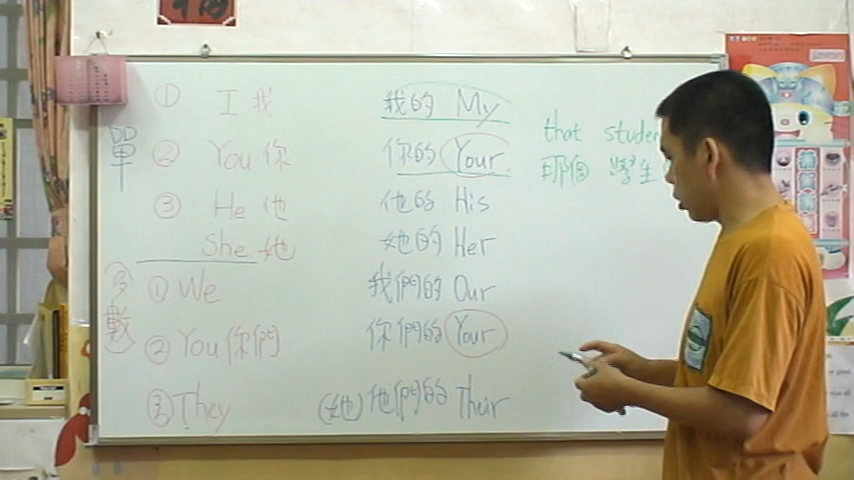 單
① I 我 我的 My
② You 你 你的 Your
③ He 他 他的 His
She 她 她的 Her
多數
① We 我們的 Our
② You 你們 你們的 Your
③ They (她)他們的 Their
that studen
那個 學生